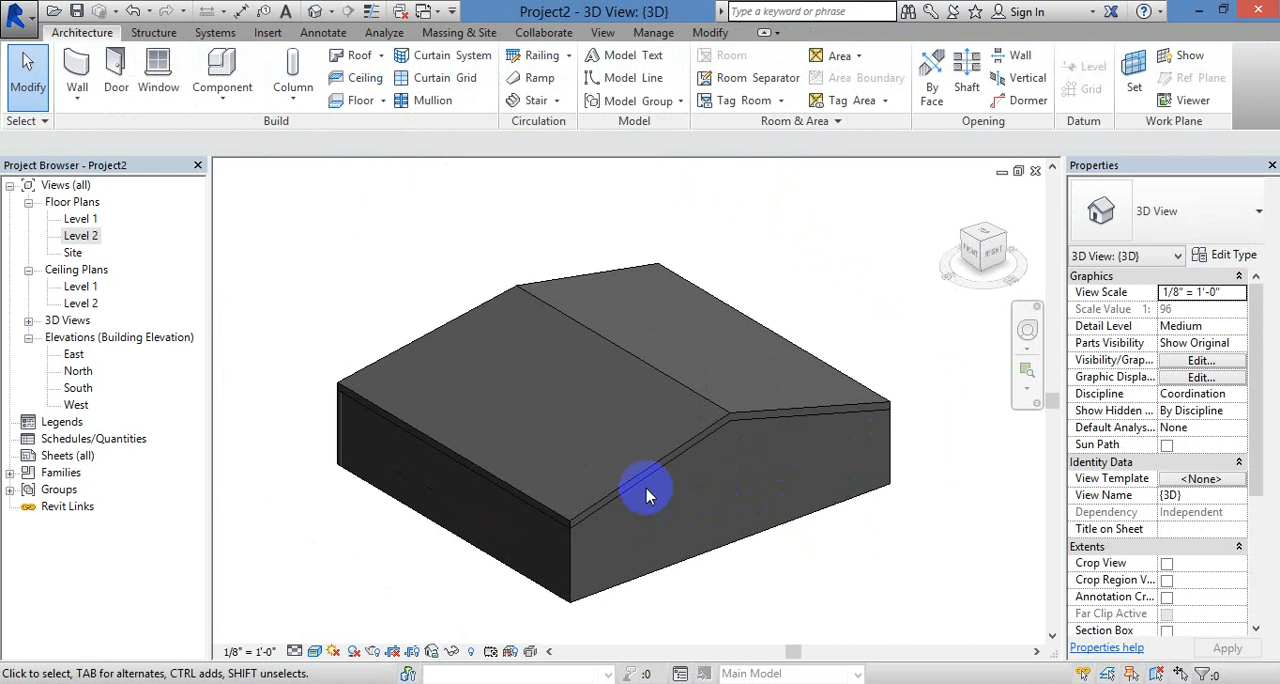 Project2 - 3D View: {3D}
Type a keyword or phrase
Sign In
Architecture Structure Systems Insert Annotate Analyze Massing & Site Collaborate View Manage Modify
Modify
Wall
Door
Window
Component
Column
Roof
Ceiling
Floor
Curtain System
Curtain Grid
Mullion
Railing
Ramp
Stair
Model Text
Model Line
Model Group
Room
Room Separator
Tag Room
Area
Area Boundary
Tag Area
By Face
Shaft
Wall
Vertical
Dormer
Level
Grid
Set
Show
Ref Plane
Viewer
Select
Build
Circulation
Model
Room & Area
Opening
Datum
Work Plane
Project Browser - Project2
Views (all)
Floor Plans
Level 1
Level 2
Site
Ceiling Plans
Level 1
Level 2
3D Views
Elevations (Building Elevation)
East
North
South
West
Legends
Schedules/Quantities
Sheets (all)
Families
Groups
Revit Links
FRONT
RIGHT
Properties
3D View
3D View: {3D}
Edit Type
Graphics
View Scale 1/8" = 1'-0"
Scale Value 1: 96
Detail Level Medium
Parts Visibility Show Original
Visibility/Grap... Edit...
Graphic Displa... Edit...
Discipline Coordination
Show Hidden ... By Discipline
Default Analys... None
Sun Path
Identity Data
View Template <None>
View Name {3D}
Dependency Independent
Title on Sheet
Extents
Crop View
Crop Region V...
Annotation Cr...
Far Clip Active
Section Box
Properties help
Apply
1/8" = 1'-0"
Click to select, TAB for alternates, CTRL adds, SHIFT unselects.
:0
Main Model
:0